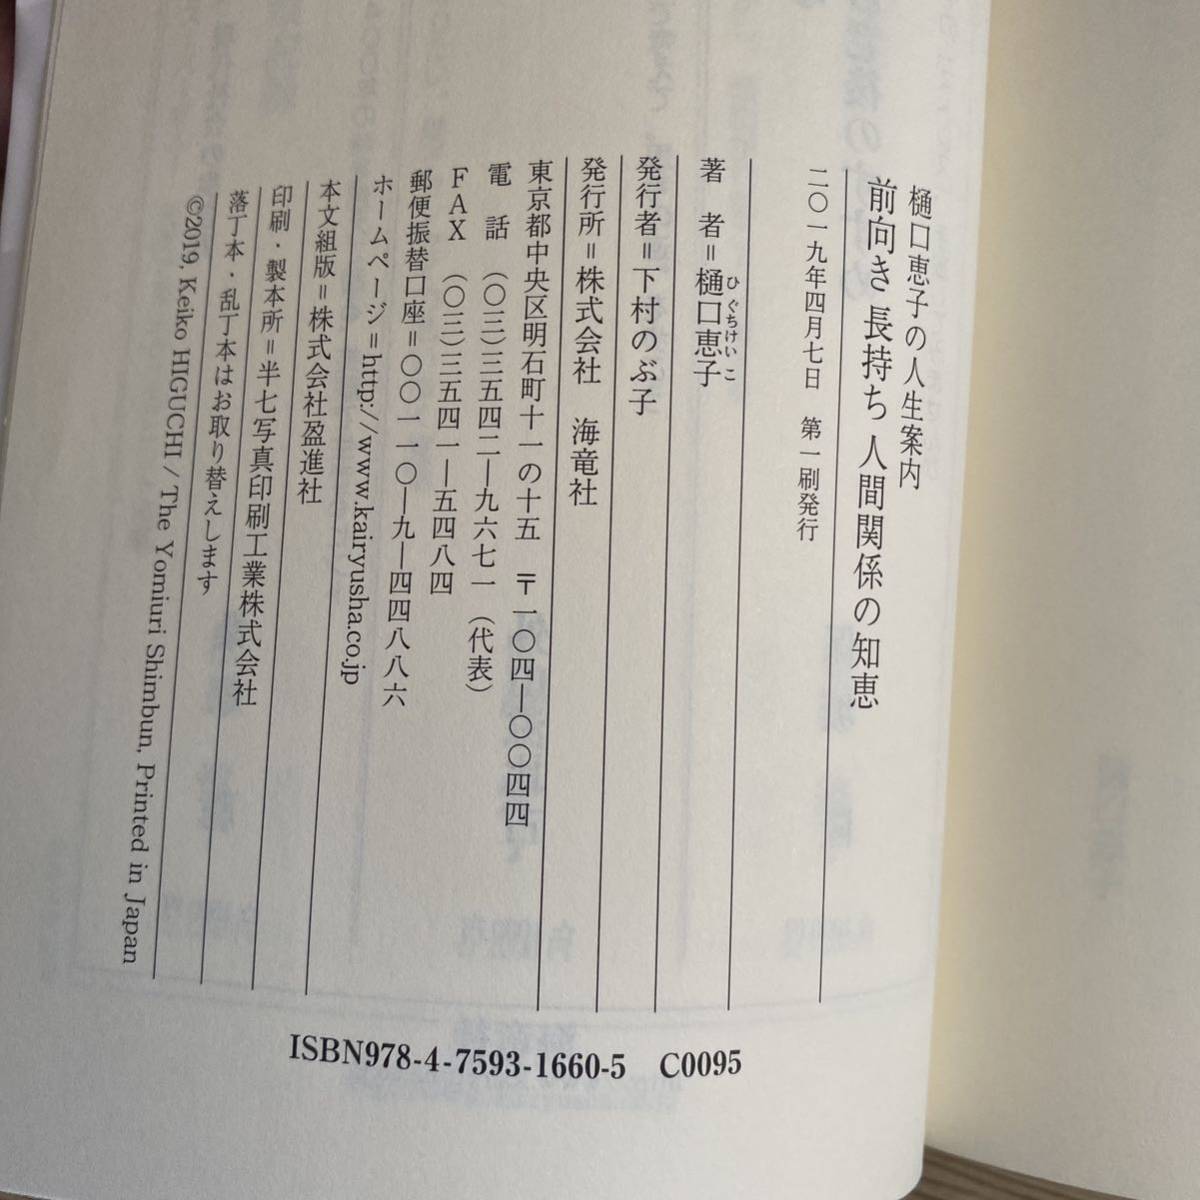 樋口恵子の人生案内
前向き 長持ち 人間関係の知恵
二〇一九年四月七日　第一刷発行
著　者＝樋口恵子
ひぐちけいこ
発行者＝下村のぶ子
発行所＝株式会社　海竜社
東京都中央区明石町十一の十五　〒一〇四―〇〇四四
電　話　（〇三）三五四二―九六七一（代表）
ＦＡＸ　（〇三）三五四一―五四八四
郵便振替口座＝〇〇一一〇―九―四四八八六
ホームページ＝http://www.kairyusha.co.jp
本文組版＝株式会社盈進社
印刷・製本所＝半七写真印刷工業株式会社
落丁本・乱丁本はお取り替えします
©2019, Keiko HIGUCHI / The Yomiuri Shimbun, Printed in Japan
ISBN978-4-7593-1660-5　C0095